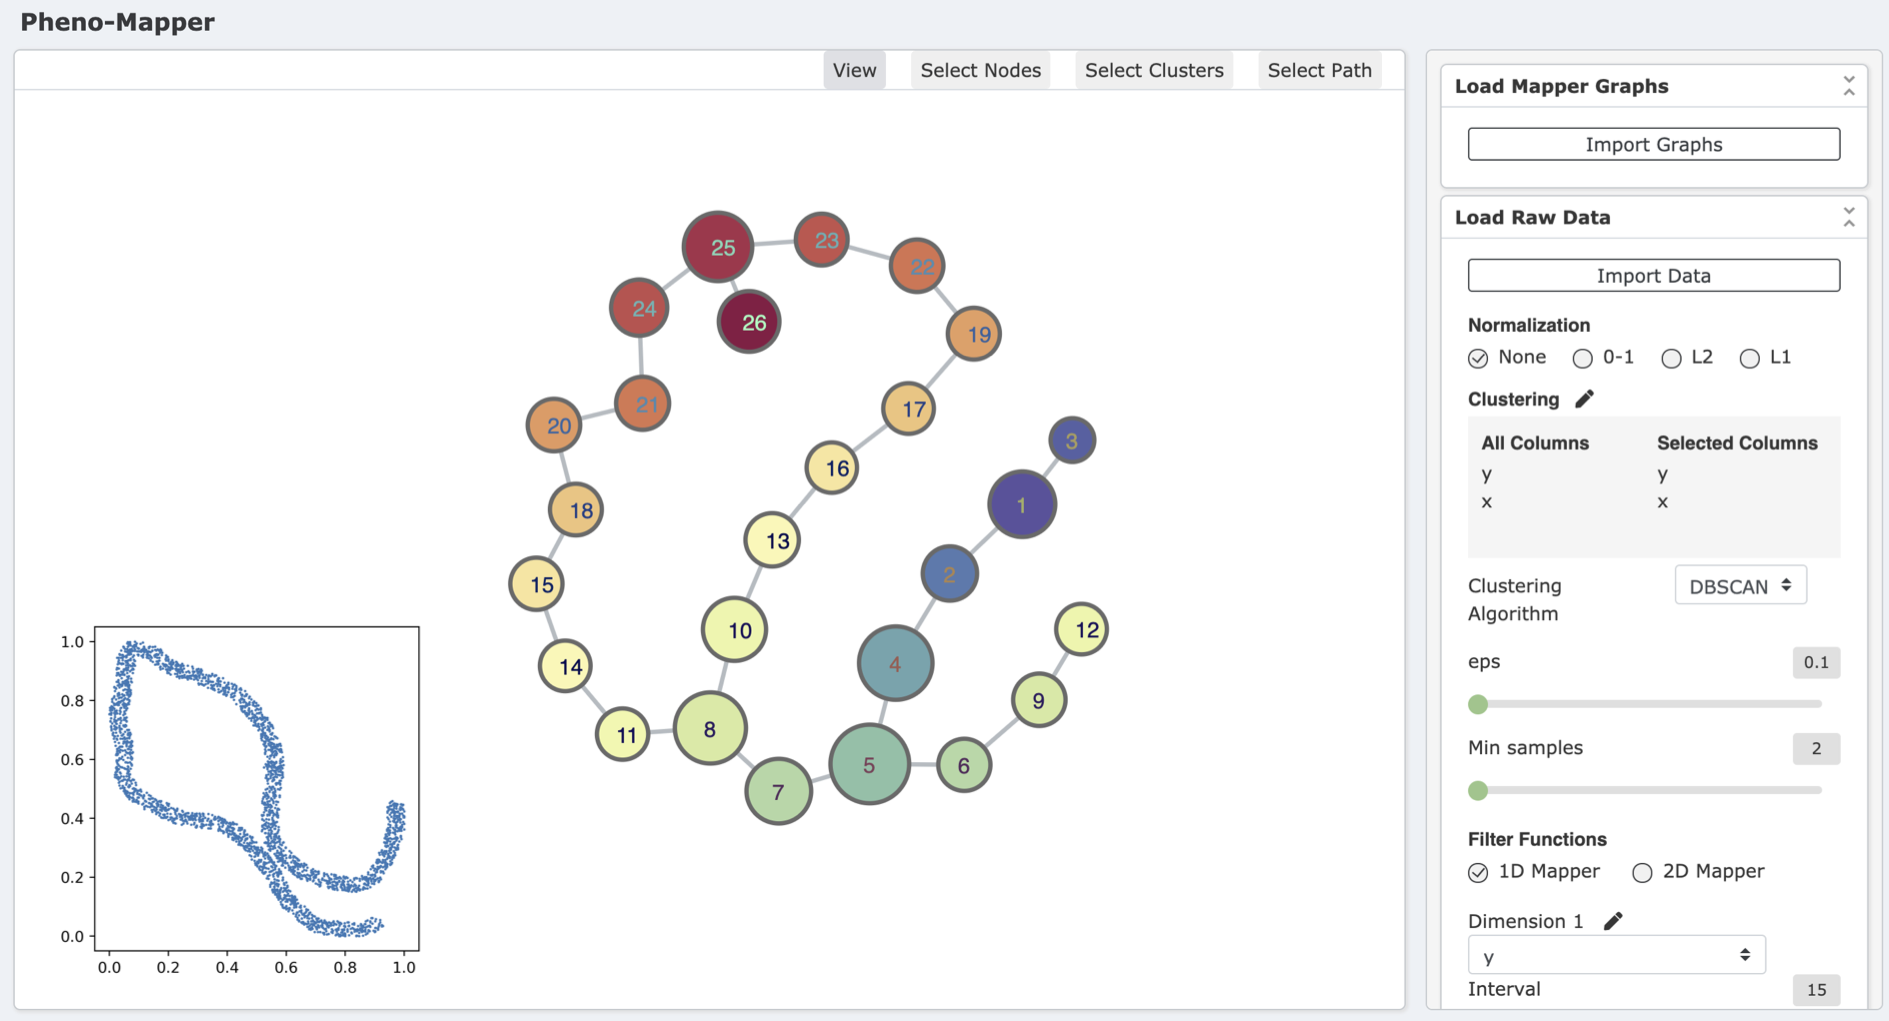 Pheno-Mapper
View Select Nodes Select Clusters Select Path
25
23
22
24
26
19
21
20
17
3
16
1
18
13
2
15
10
12
4
14
9
8
11
5
6
7
1.0
0.8
0.6
0.4
0.2
0.0
0.0 0.2 0.4 0.6 0.8 1.0
Load Mapper Graphs
Import Graphs
Load Raw Data
Import Data
Normalization
None 0-1 L2 L1
Clustering
All Columns Selected Columns
y y
x x
Clustering
Algorithm
DBSCAN
eps 0.1
Min samples 2
Filter Functions
1D Mapper 2D Mapper
Dimension 1
y
Interval 15